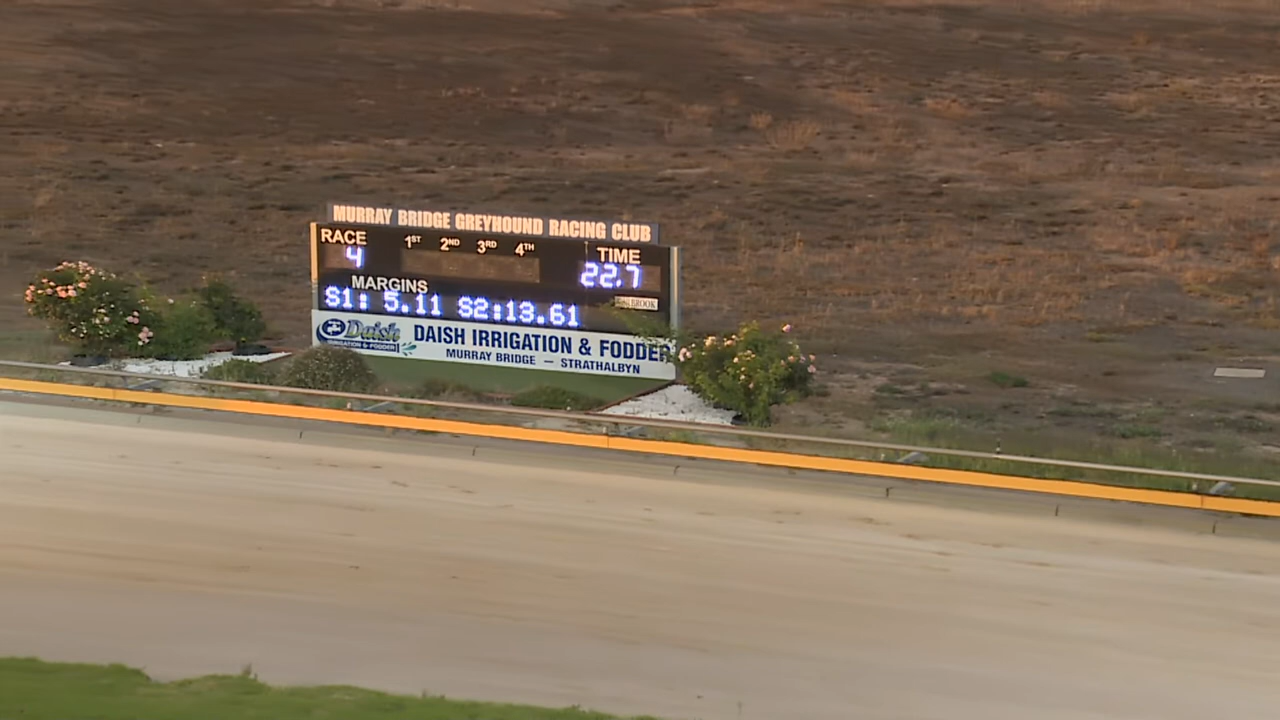 MURRAY BRIDGE GREYHOUND RACING CLUB
RACE 1ST 2ND 3RD 4TH TIME
4 22.7
MARGINS
S1: 5.11 S2:13.61
BROOK
Daish
IRRIGATION & FODDER
DAISH IRRIGATION & FODDER
MURRAY BRIDGE — STRATHALBYN